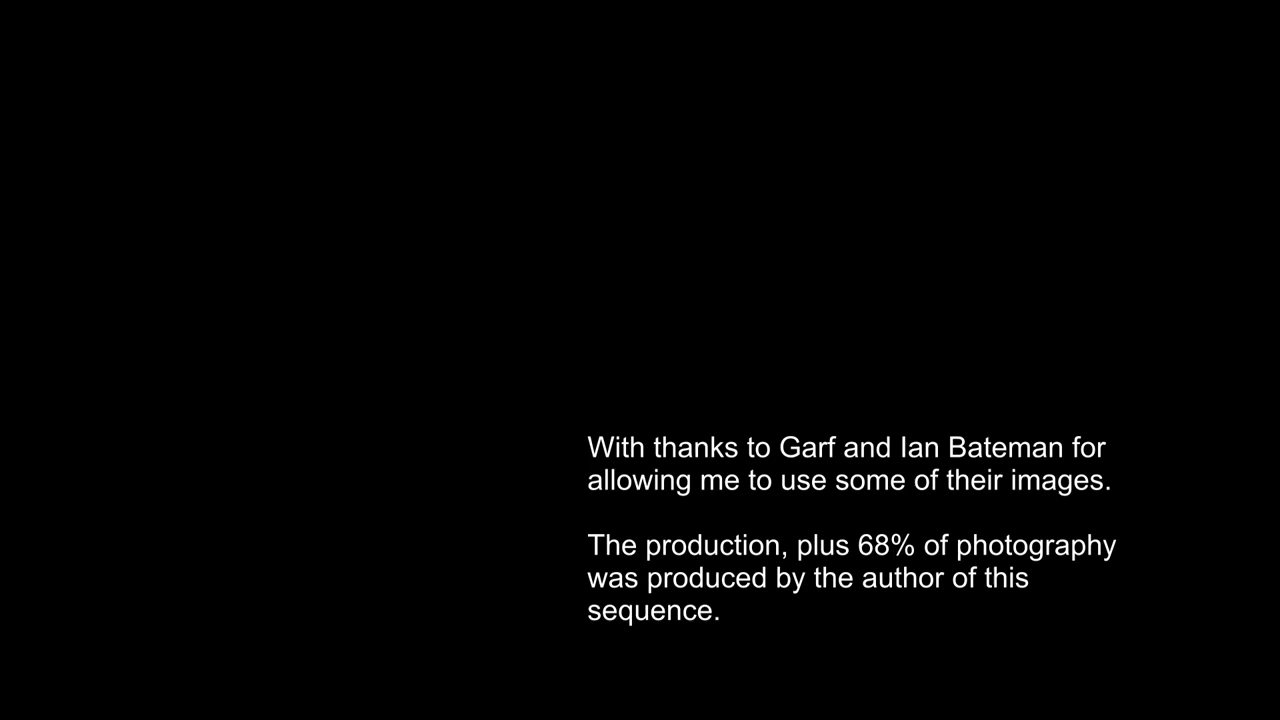 With thanks to Garf and Ian Bateman for
allowing me to use some of their images.
The production, plus 68% of photography
was produced by the author of this
sequence.